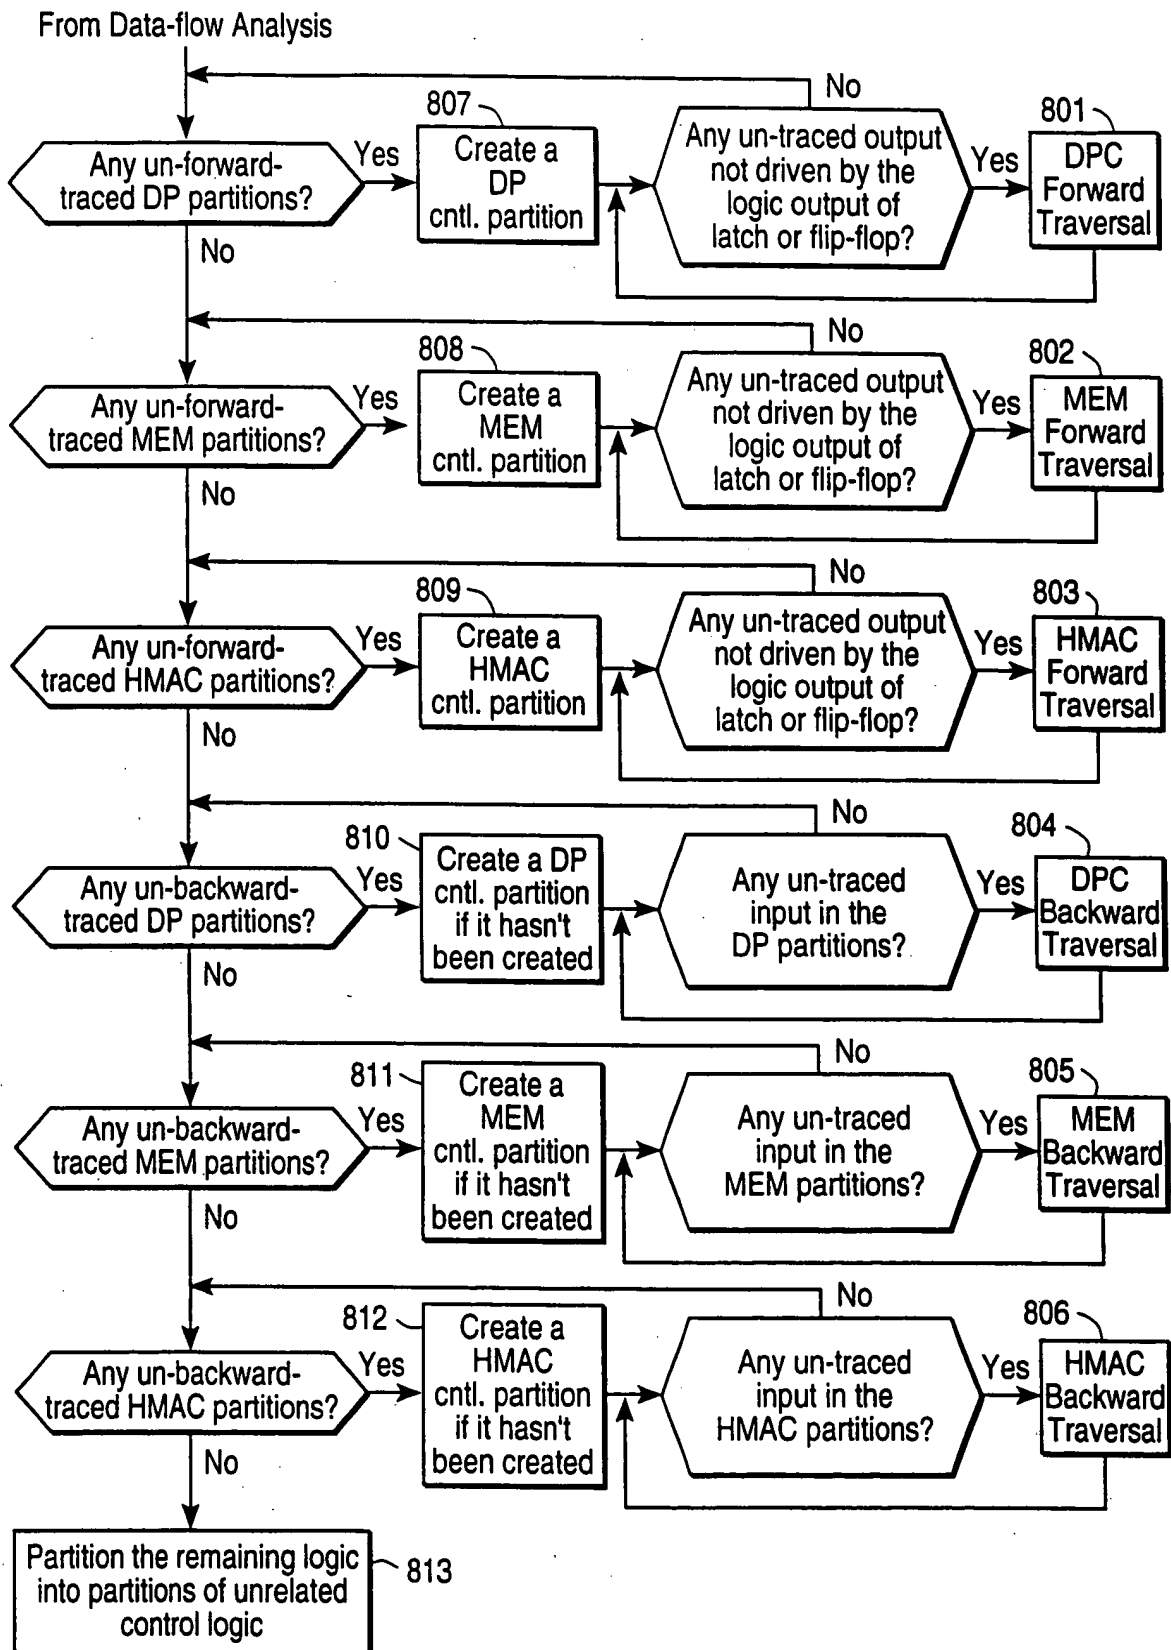 From Data-flow Analysis
No
807
801
Any un-forward-
traced DP partitions?
Yes
Create a
DP
cntl. partition
Any un-traced output
not driven by the
logic output of
latch or flip-flop?
Yes
DPC
Forward
Traversal
No
No
808
802
Any un-forward-
traced MEM partitions?
Yes
Create a
MEM
cntl. partition
Any un-traced output
not driven by the
logic output of
latch or flip-flop?
Yes
MEM
Forward
Traversal
No
No
809
803
Any un-forward-
traced HMAC partitions?
Yes
Create a
HMAC
cntl. partition
Any un-traced output
not driven by the
logic output of
latch or flip-flop?
Yes
HMAC
Forward
Traversal
No
No
810
804
Any un-backward-
traced DP partitions?
Yes
Create a DP
cntl. partition
if it hasn't
been created
Any un-traced
input in the
DP partitions?
Yes
DPC
Backward
Traversal
No
No
811
805
Any un-backward-
traced MEM partitions?
Yes
Create a
MEM
cntl. partition
if it hasn't
been created
Any un-traced
input in the
MEM partitions?
Yes
MEM
Backward
Traversal
No
No
812
806
Any un-backward-
traced HMAC partitions?
Yes
Create a
HMAC
cntl. partition
if it hasn't
been created
Any un-traced
input in the
HMAC partitions?
Yes
HMAC
Backward
Traversal
No
Partition the remaining logic
into partitions of unrelated
control logic
813